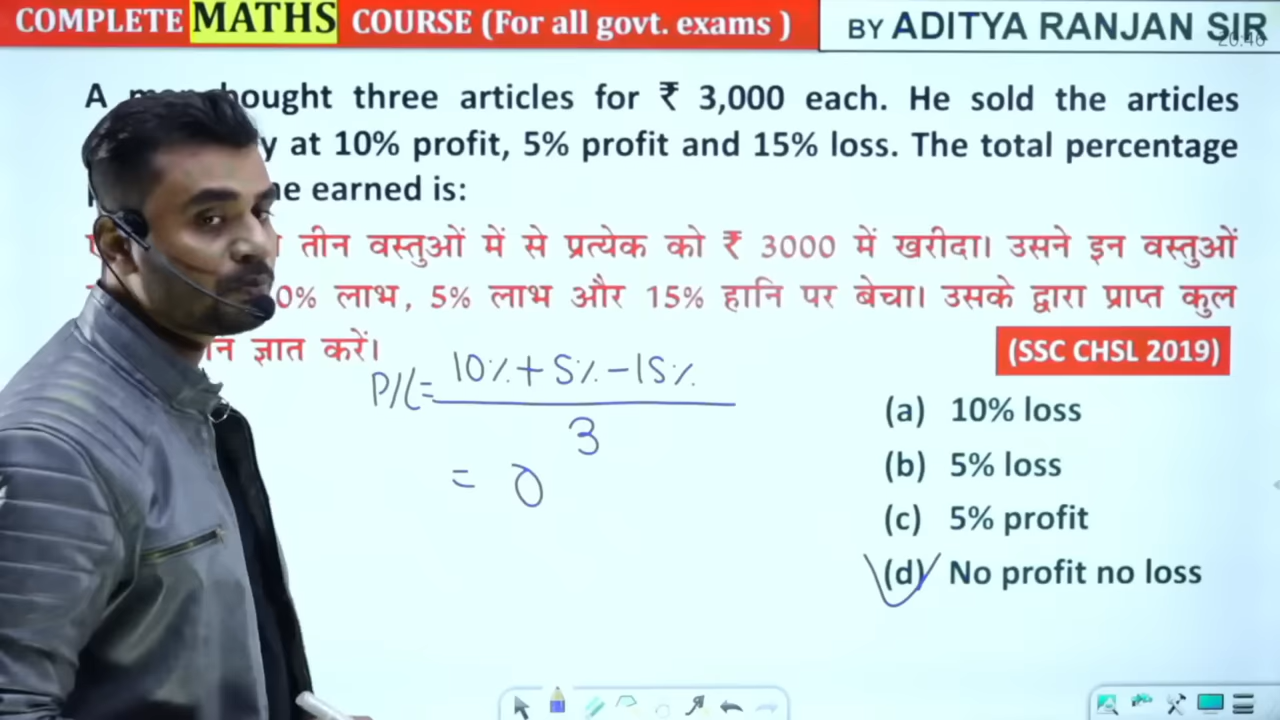 COMPLETE MATHS COURSE (For all govt. exams ) BY ADITYA RANJAN SIR
20:46
A ought three articles for ₹ 3,000 each. He sold the articles
y at 10% profit, 5% profit and 15% loss. The total percentage
earned is:
तीन वस्तुओं में से प्रत्येक को ₹ 3000 में खरीदा। उसने इन वस्तुओं
0% लाभ, 5% लाभ और 15% हानि पर बेचा। उसके द्वारा प्राप्त कुल
ज्ञात करें।
(SSC CHSL 2019)
P/L= 10%+5%-15%
3
= 0
(a) 10% loss
(b) 5% loss
(c) 5% profit
(d) No profit no loss